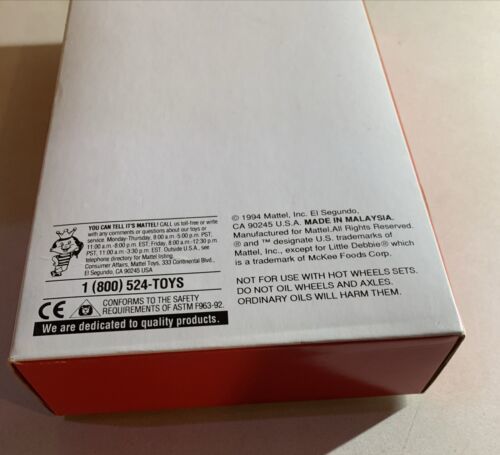 YOU CAN TELL IT'S MATTEL! CALL us toll-free or write
with any comments or questions about our toys or
service. Monday-Thursday, 8:00 a.m.-5:00 p.m. PST,
11:00 a.m.-8:00 p.m. EST, Friday, 8:00 a.m.-12:30 p.m.
PST, 11:00 a.m.-3:30 p.m. EST. Outside U.S.A., see
telephone directory for Mattel listing.
Consumer Affairs, Mattel Toys, 333 Continental Blvd.,
El Segundo, CA 90245 USA
1 (800) 524-TOYS
CE
CONFORMS TO THE SAFETY
REQUIREMENTS OF ASTM F963-92.
We are dedicated to quality products.
© 1994 Mattel, Inc. El Segundo,
CA 90245 U.S.A. MADE IN MALAYSIA.
Manufactured for Mattel.All Rights Reserved.
® and ™ designate U.S. trademarks of
Mattel, Inc., except for Little Debbie® which
is a trademark of McKee Foods Corp.
NOT FOR USE WITH HOT WHEELS SETS.
DO NOT OIL WHEELS AND AXLES.
ORDINARY OILS WILL HARM THEM.